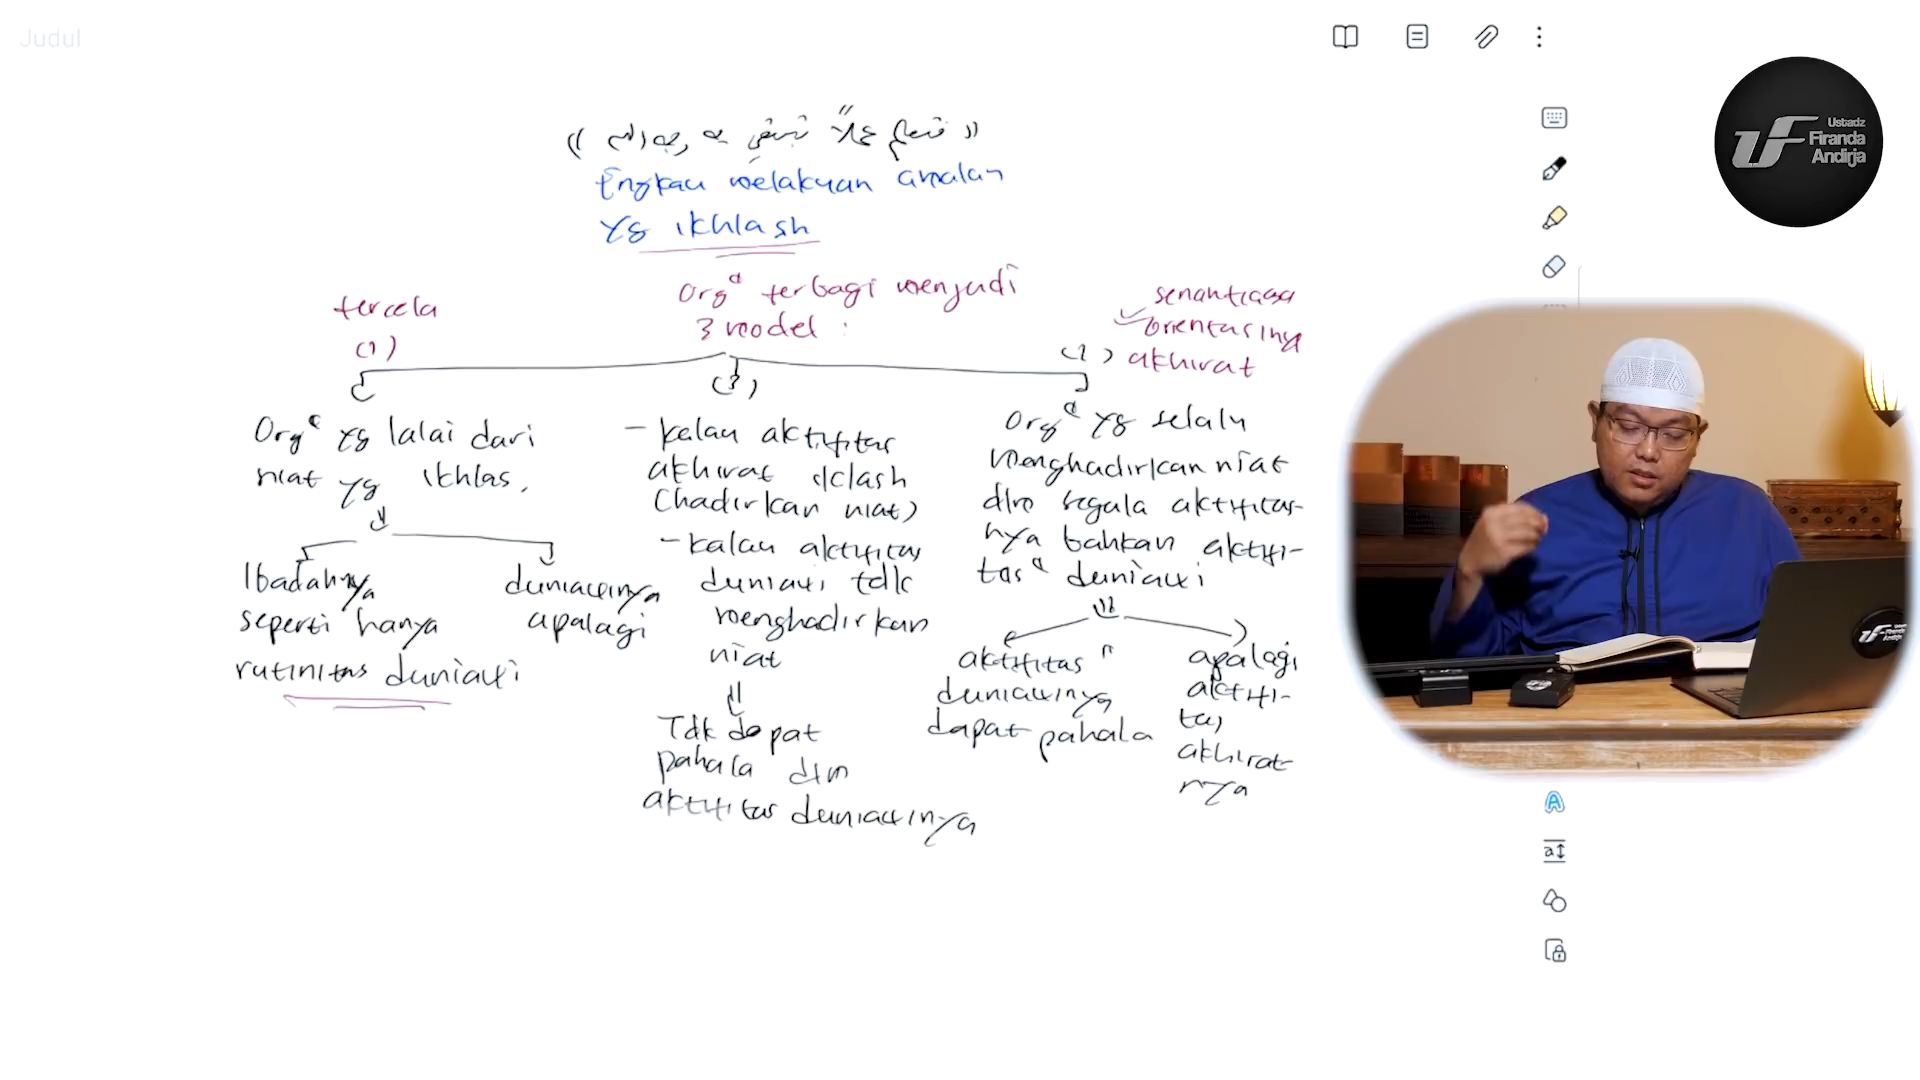 Judul
Ustadz
Firanda
Andirja
UF
« فتعمل عملاً تبتغي به وجه الله »
Engkau melakukan amalan
yg ikhlash
Org² terbagi menjadi
3 model :
tercela
(1)
Org² yg lalai dari
niat yg ikhlas.
Ibadahnya
seperti hanya
rutinitas duniawi
duniawinya
apalagi
(3)
- kalau aktifitas
akhirat iklash
(hadirkan niat)
- kalau aktifitas
duniawi tdk
menghadirkan
niat
Tdk dapat
pahala dlm
aktifitas duniawinya
senantiasa
orientasinya
akhirat
Org² yg selalu
menghadirkan niat
dlm segala aktifitas-
nya bahkan aktifi-
tas² duniawi
aktifitas²
duniawinya
dapat pahala
apalagi
aktifi-
tas
akhirat
nya